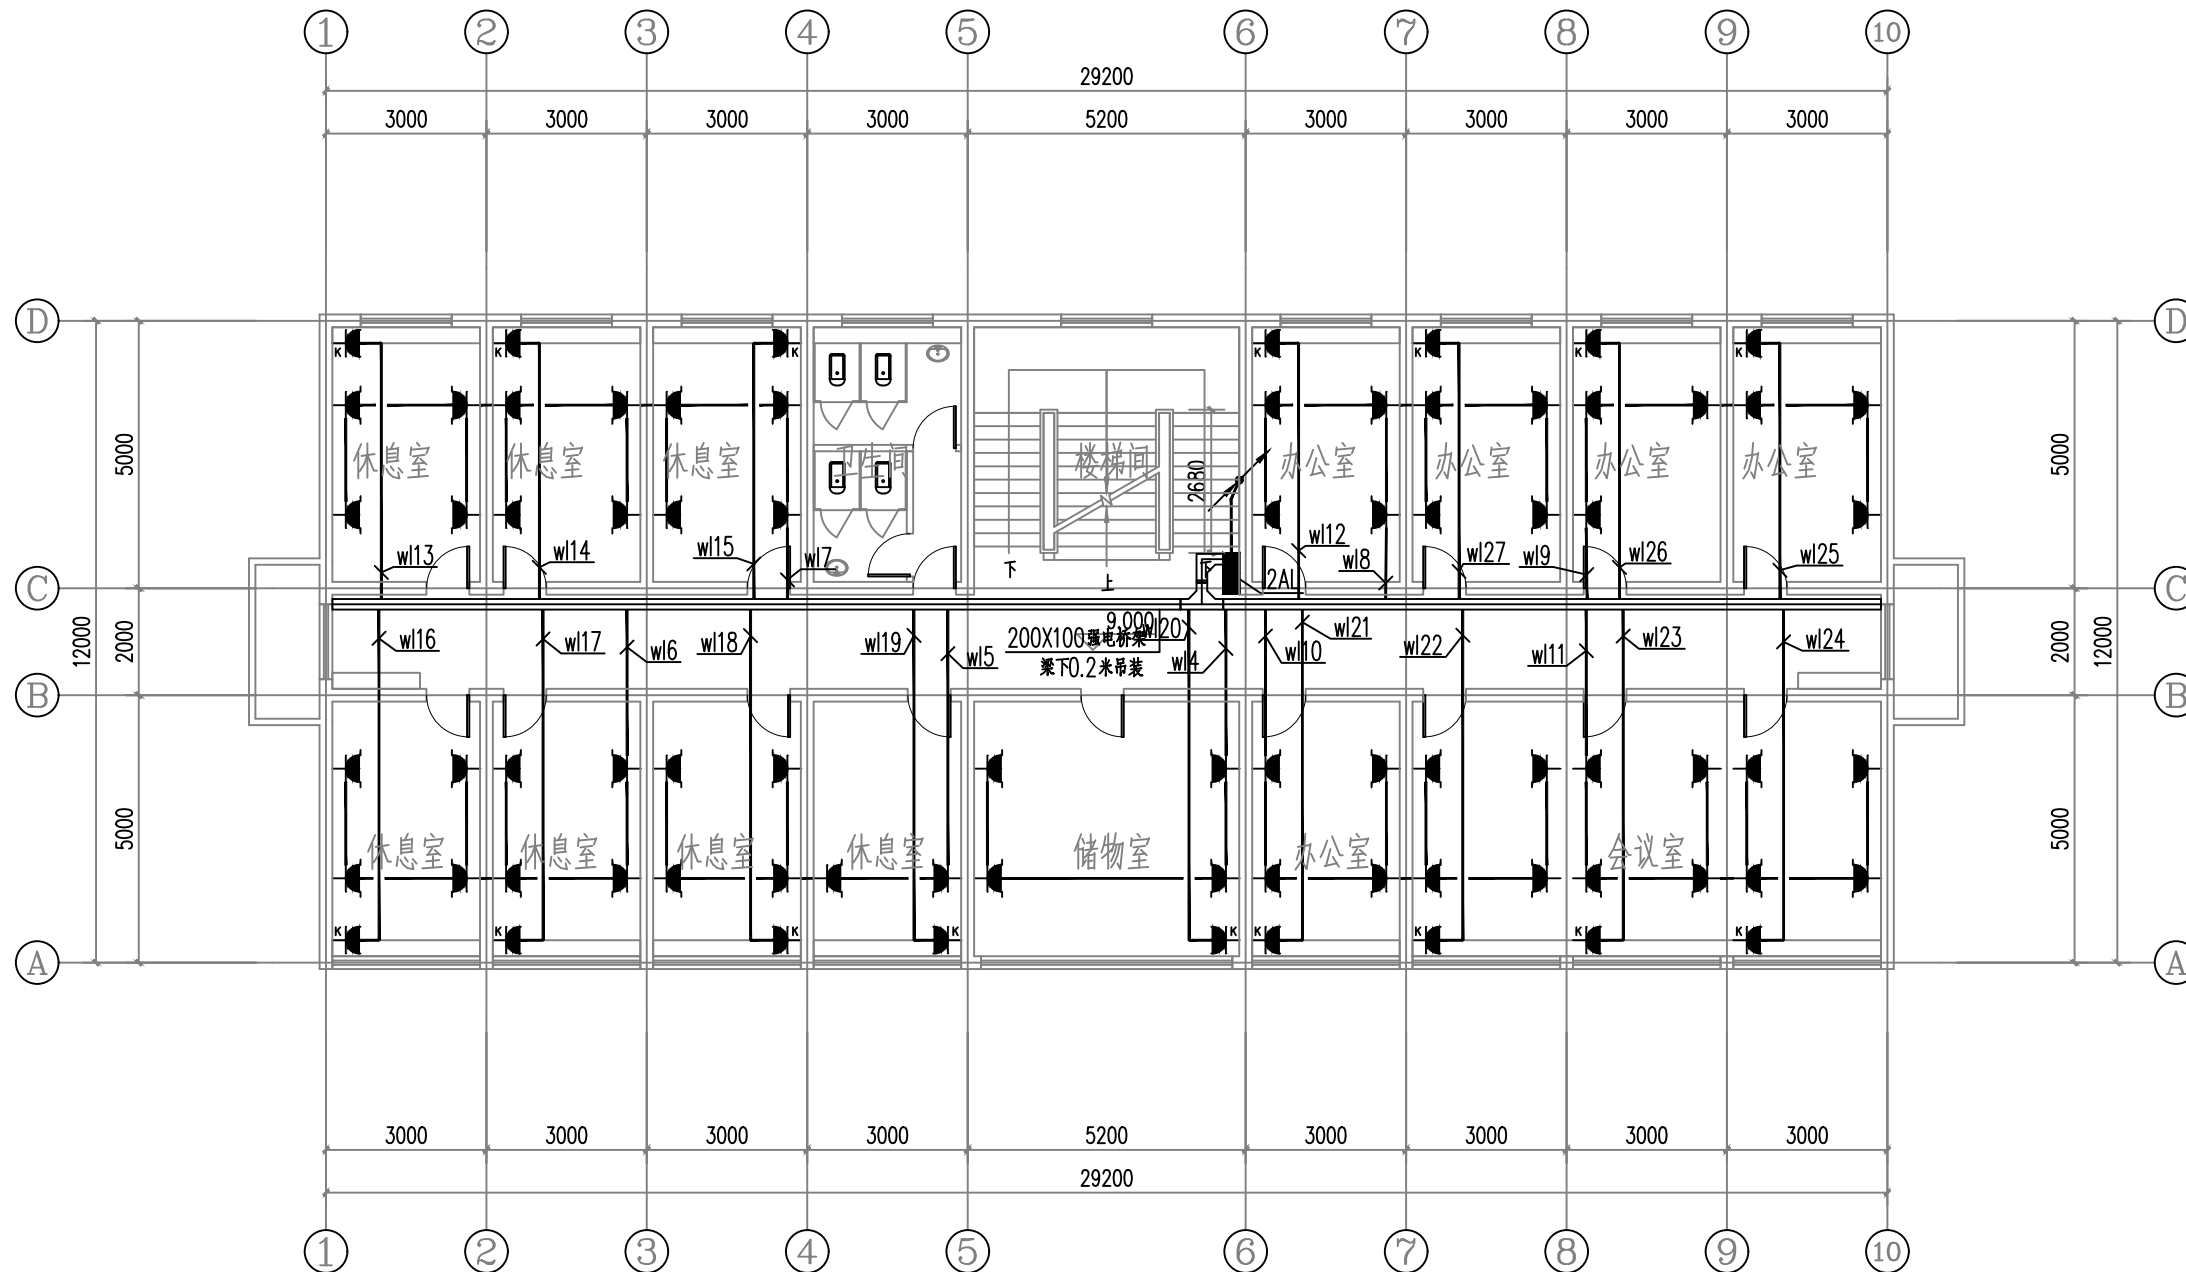 1 2 3 4 5 6 7 8 9 10
29200
3000 3000 3000 3000 5200 3000 3000 3000 3000
D D
K K K K K K K
5000 休息室 休息室 休息室 卫生间 楼梯间 2680 办公室 办公室 办公室 办公室 5000
wl13 wl14 wl15 wl7 wl12 wl8 wl27 wl9 wl26 wl25
下 上 下 2AL
C C
12000 2000 2000 12000
9.000
wl16 wl17 wl6 wl18 wl19 wl5 200X100强电桥架 wl20 wl4 wl10 wl21 wl22 wl11 wl23 wl24
梁下0.2米吊装
B B
5000 休息室 休息室 休息室 休息室 储物室 办公室 会议室 5000
K K K K K K K K K
A A
3000 3000 3000 3000 5200 3000 3000 3000 3000
29200
1 2 3 4 5 6 7 8 9 10